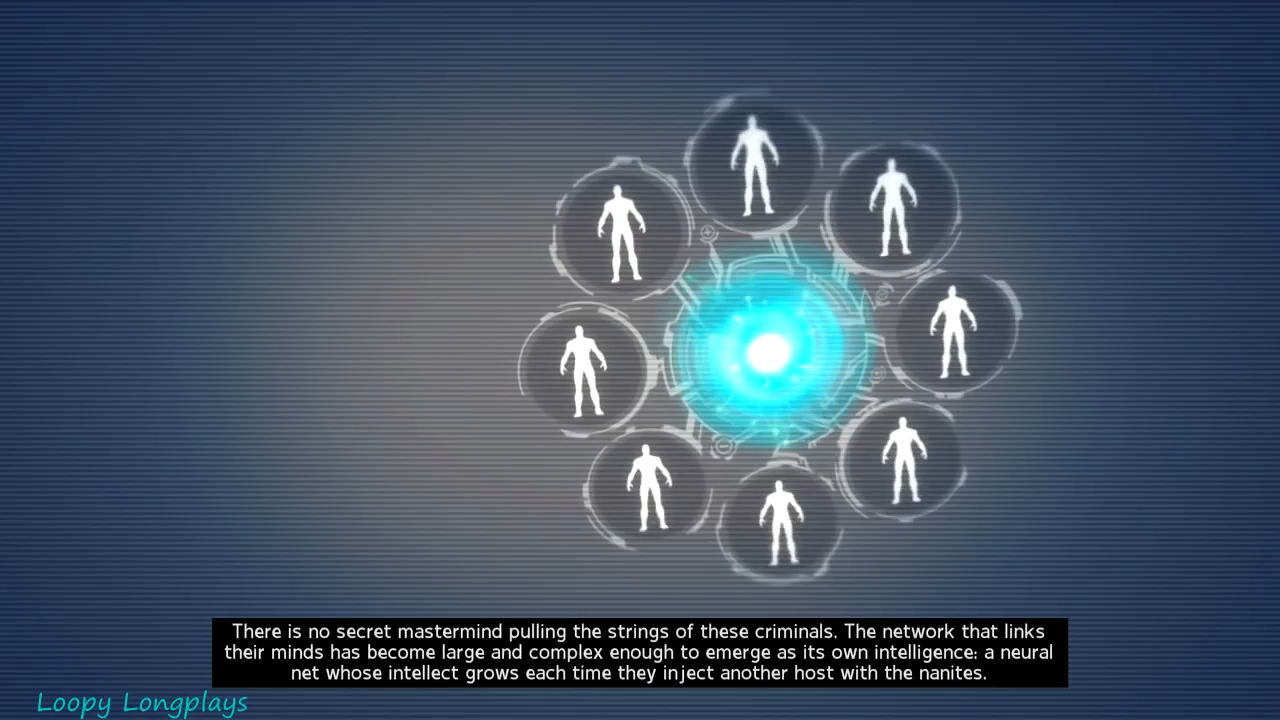 There is no secret mastermind pulling the strings of these criminals. The network that links
their minds has become large and complex enough to emerge as its own intelligence: a neural
net whose intellect grows each time they inject another host with the nanites.
Loopy Longplays